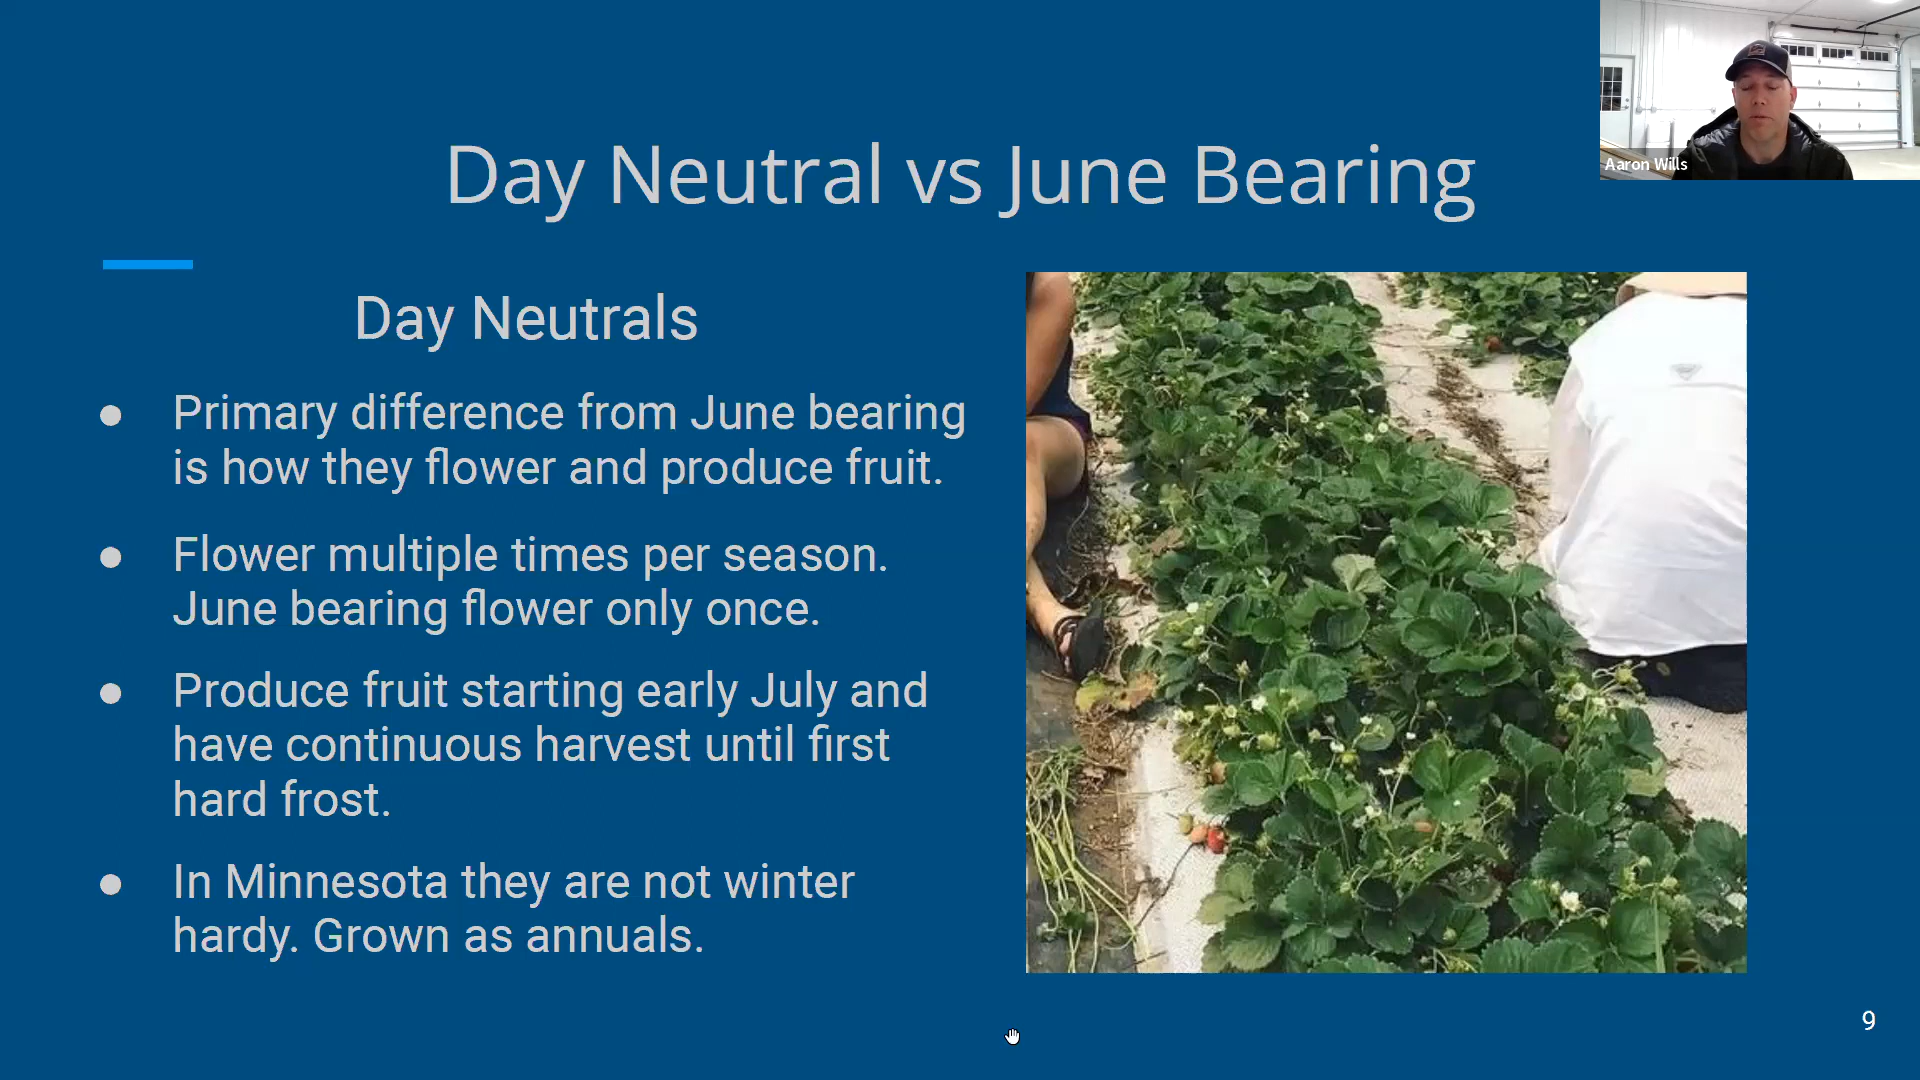 Day Neutral vs June Bearing
Aaron Wills
Day Neutrals
● Primary difference from June bearing
is how they flower and produce fruit.
● Flower multiple times per season.
June bearing flower only once.
● Produce fruit starting early July and
have continuous harvest until first
hard frost.
● In Minnesota they are not winter
hardy. Grown as annuals.
9